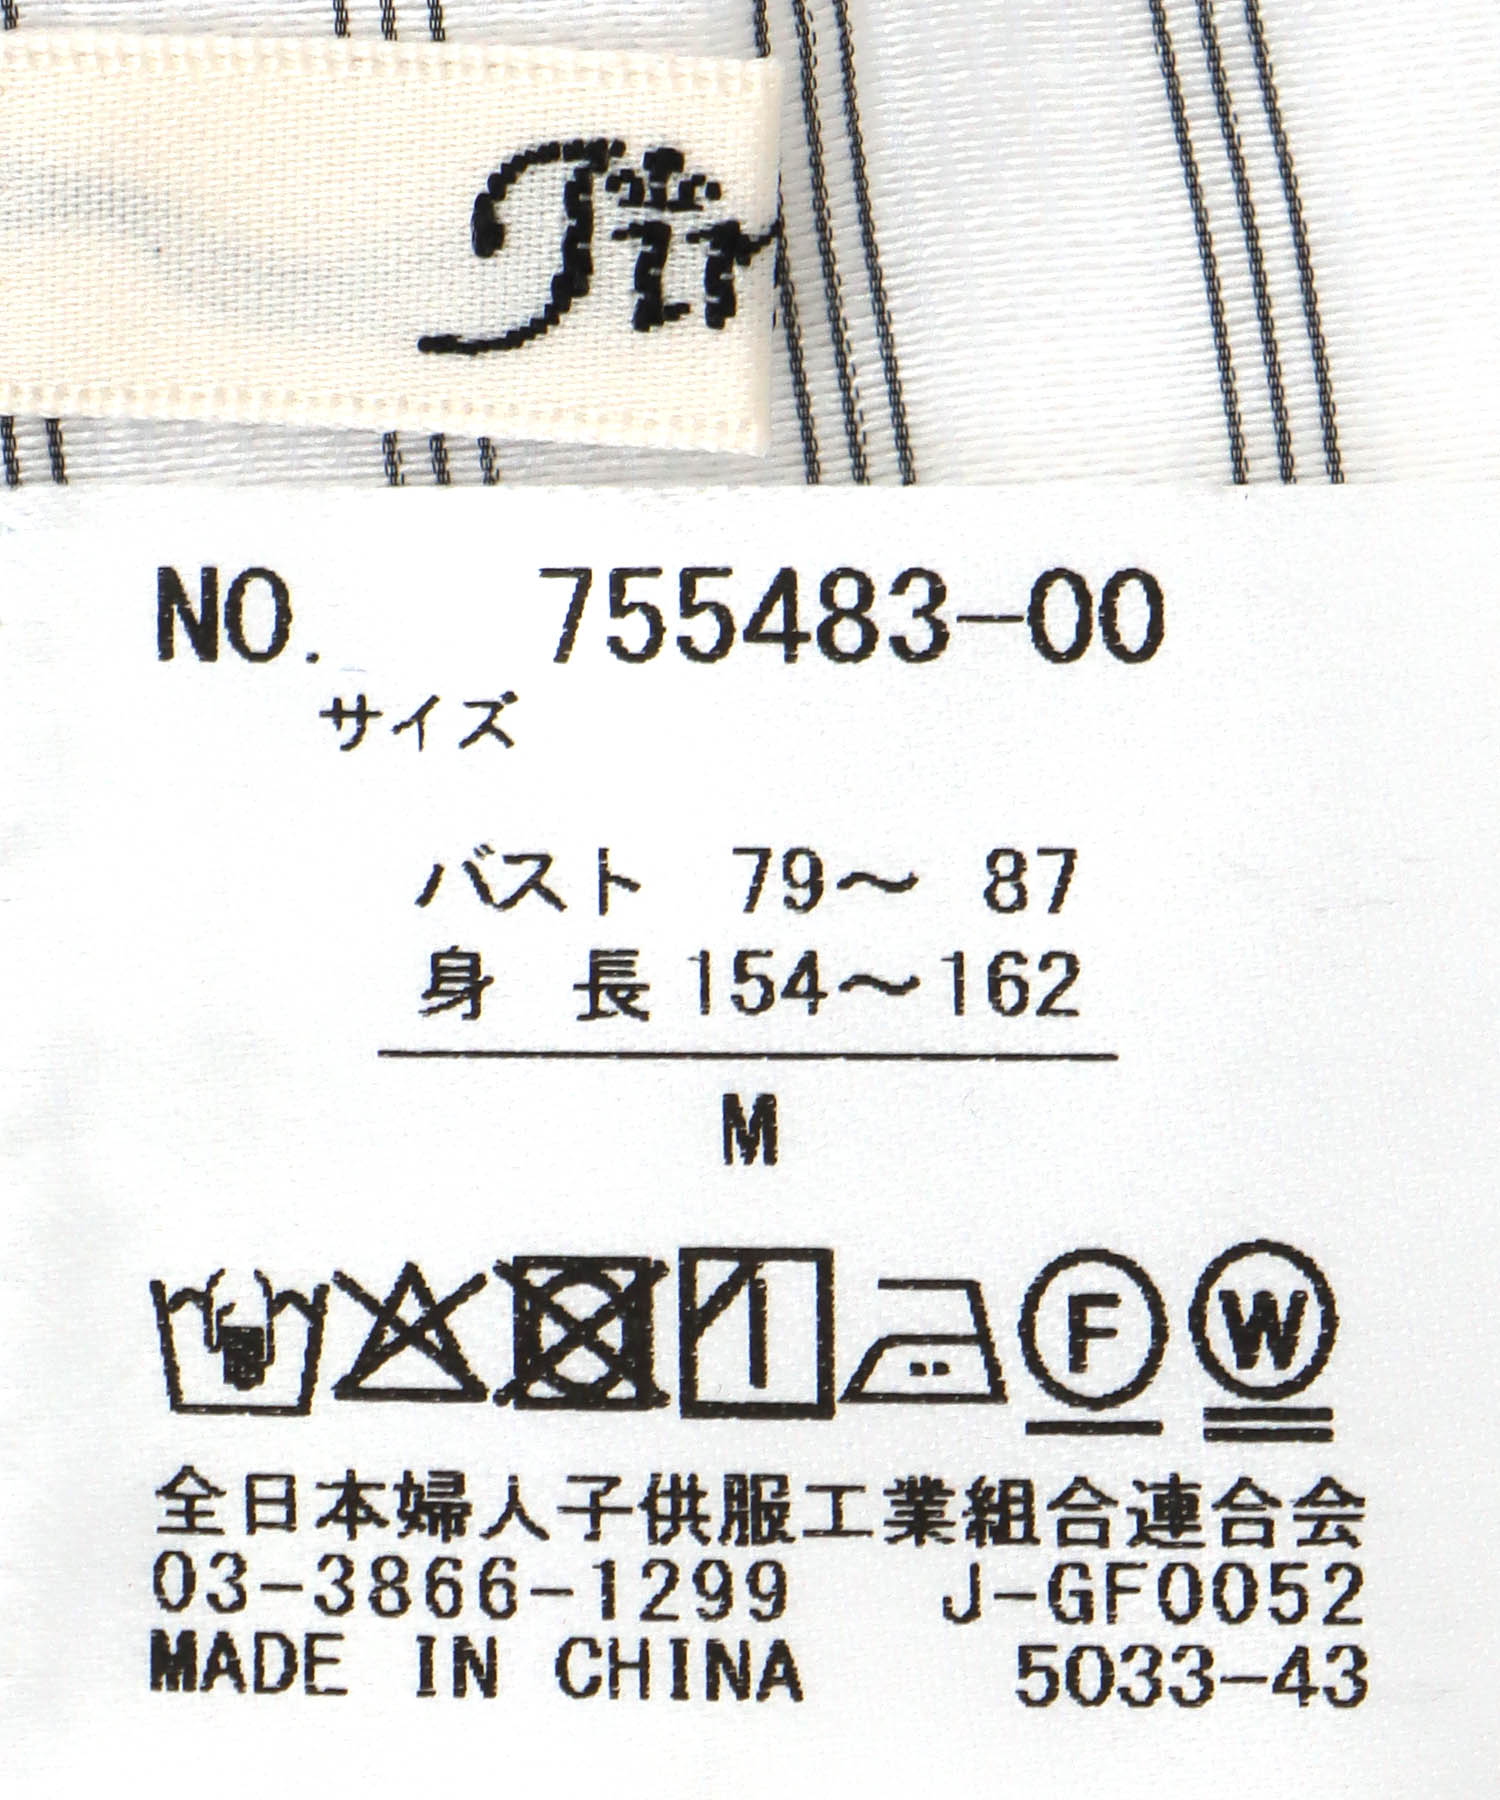 NO. 755483-00
サイズ
バスト 79〜 87
身 長 154〜162
M
F W
全日本婦人子供服工業組合連合会
03-3866-1299 J-GF0052
MADE IN CHINA 5033-43